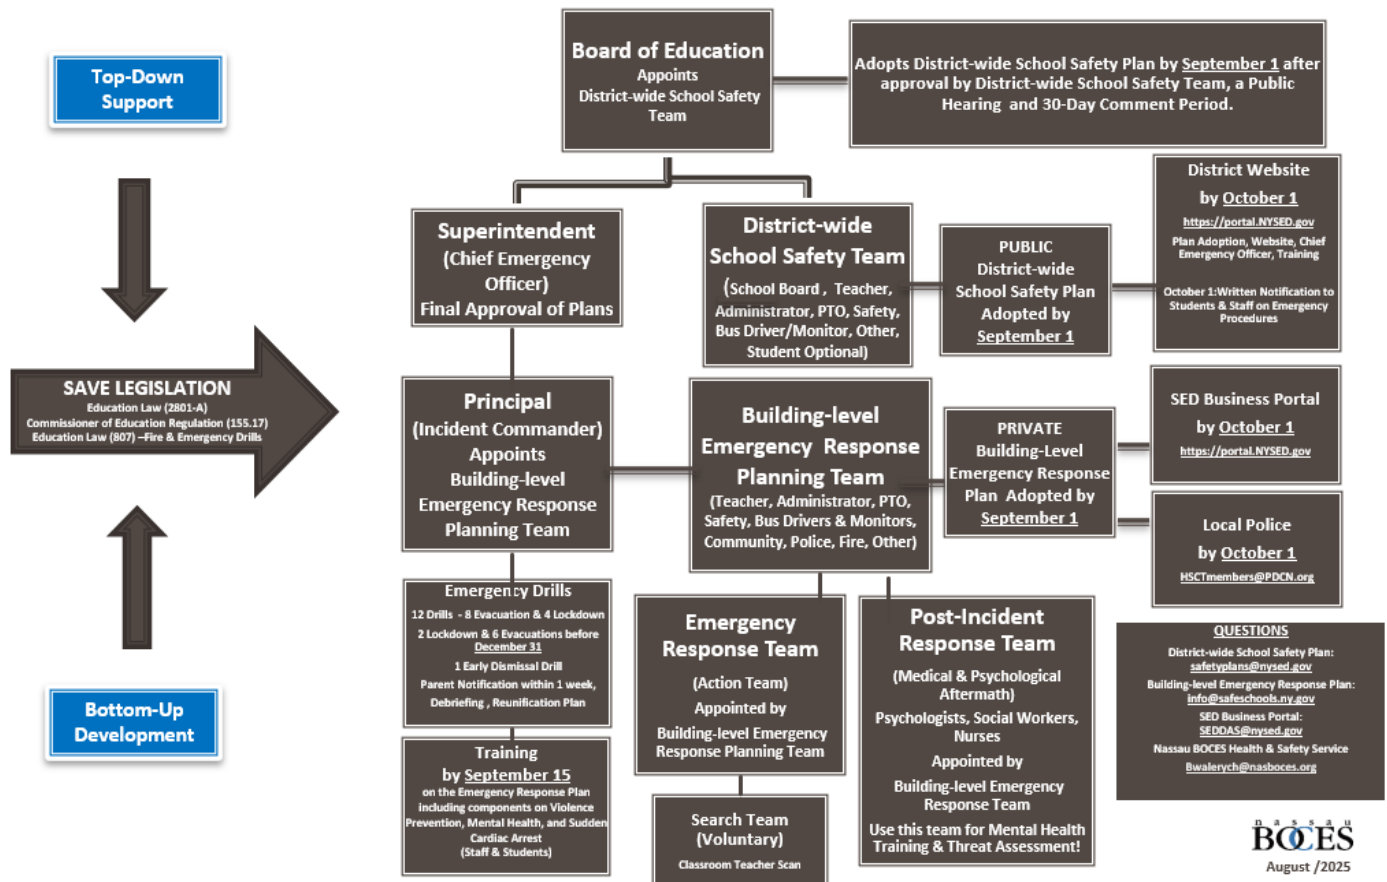 Top-Down
Support
Board of Education
Appoints
District-wide School Safety
Team
Adopts District-wide School Safety Plan by September 1 after
approval by District-wide School Safety Team, a Public
Hearing and 30-Day Comment Period.
Superintendent
(Chief Emergency
Officer)
Final Approval of Plans
District-wide
School Safety Team
(School Board , Teacher,
Administrator, PTO, Safety,
Bus Driver/Monitor, Other,
Student Optional)
PUBLIC
District-wide
School Safety Plan
Adopted by
September 1
District Website
by October 1
https://portal.NYSED.gov
Plan Adoption, Website, Chief
Emergency Officer, Training
October 1:Written Notification to
Students & Staff on Emergency
Procedures
SAVE LEGISLATION
Education Law (2801-A)
Commissioner of Education Regulation (155.17)
Education Law (807) –Fire & Emergency Drills
Principal
(Incident Commander)
Appoints
Building-level
Emergency Response
Planning Team
Building-level
Emergency Response
Planning Team
(Teacher, Administrator, PTO,
Safety, Bus Drivers & Monitors,
Community, Police, Fire, Other)
PRIVATE
Building-Level
Emergency Response
Plan Adopted by
September 1
SED Business Portal
by October 1
https://portal.NYSED.gov
Local Police
by October 1
HSCTmembers@PDCN.org
Emergency Drills
12 Drills - 8 Evacuation & 4 Lockdown
2 Lockdown & 6 Evacuations before
December 31
1 Early Dismissal Drill
Parent Notification within 1 week,
Debriefing , Reunification Plan
Training
by September 15
on the Emergency Response Plan
including components on Violence
Prevention, Mental Health, and Sudden
Cardiac Arrest
(Staff & Students)
Emergency
Response Team
(Action Team)
Appointed by
Building-level Emergency
Response Planning Team
Search Team
(Voluntary)
Classroom Teacher Scan
Post-Incident
Response Team
(Medical & Psychological
Aftermath)
Psychologists, Social Workers,
Nurses
Appointed by
Building-level Emergency
Response Team
Use this team for Mental Health
Training & Threat Assessment!
QUESTIONS
District-wide School Safety Plan:
safetyplans@nysed.gov
Building-level Emergency Response Plan:
info@safeschools.ny.gov
SED Business Portal:
SEDDAS@nysed.gov
Nassau BOCES Health & Safety Service
Bwalerych@nasboces.org
Bottom-Up
Development
nassau
BOCES
August /2025